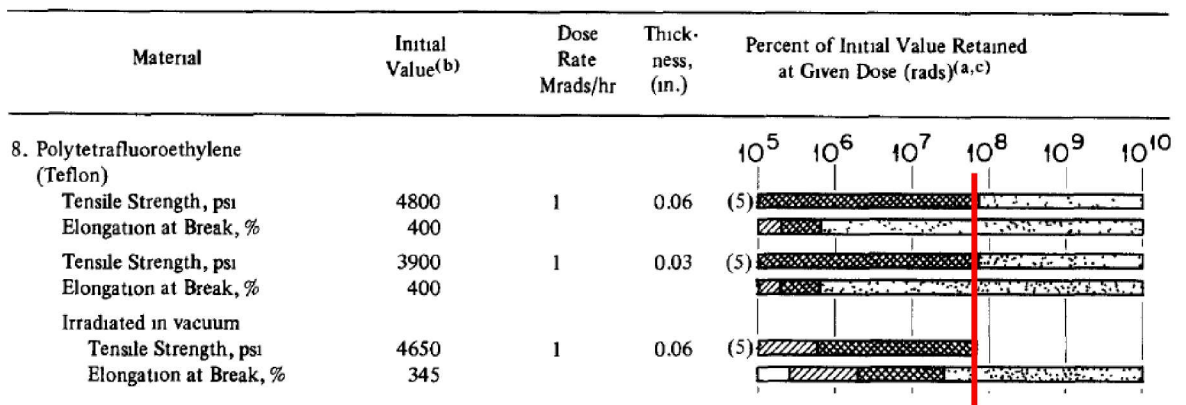 Material Initial Value(b) Dose Rate Mrads/hr Thick- ness, (in.) Percent of Initial Value Retained at Given Dose (rads)(a,c)
8. Polytetrafluoroethylene 10^5 10^6 10^7 10^8 10^9 10^10
(Teflon)
Tensile Strength, psi 4800 1 0.06 (5)
Elongation at Break, % 400
Tensile Strength, psi 3900 1 0.03 (5)
Elongation at Break, % 400
Irradiated in vacuum
Tensile Strength, psi 4650 1 0.06 (5)
Elongation at Break, % 345